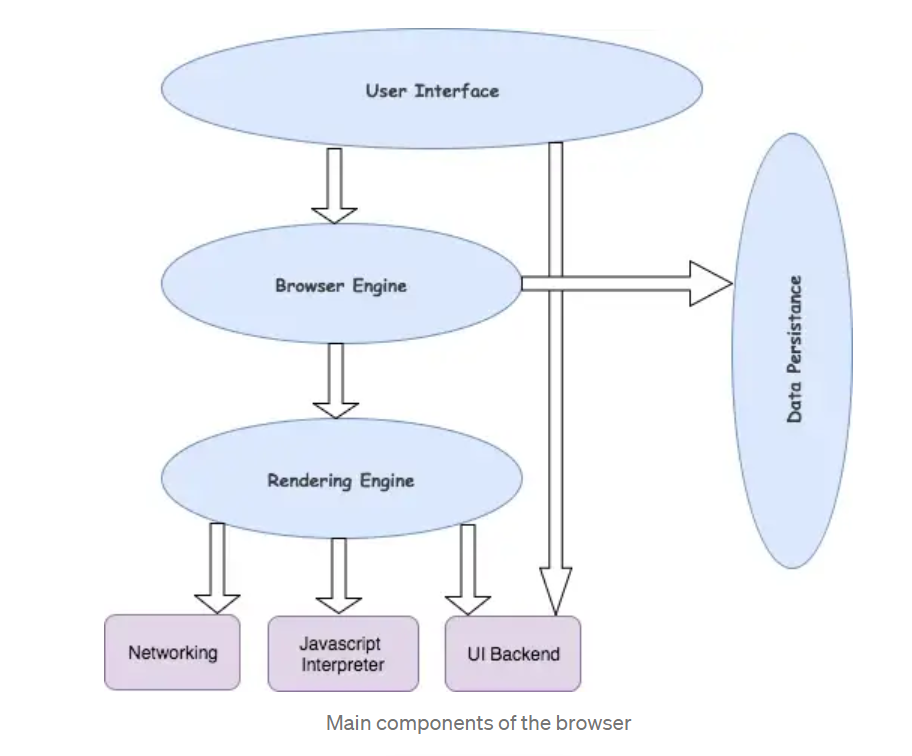 User Interface
Browser Engine
Data Persistance
Rendering Engine
Networking
Javascript
Interpreter
UI Backend
Main components of the browser